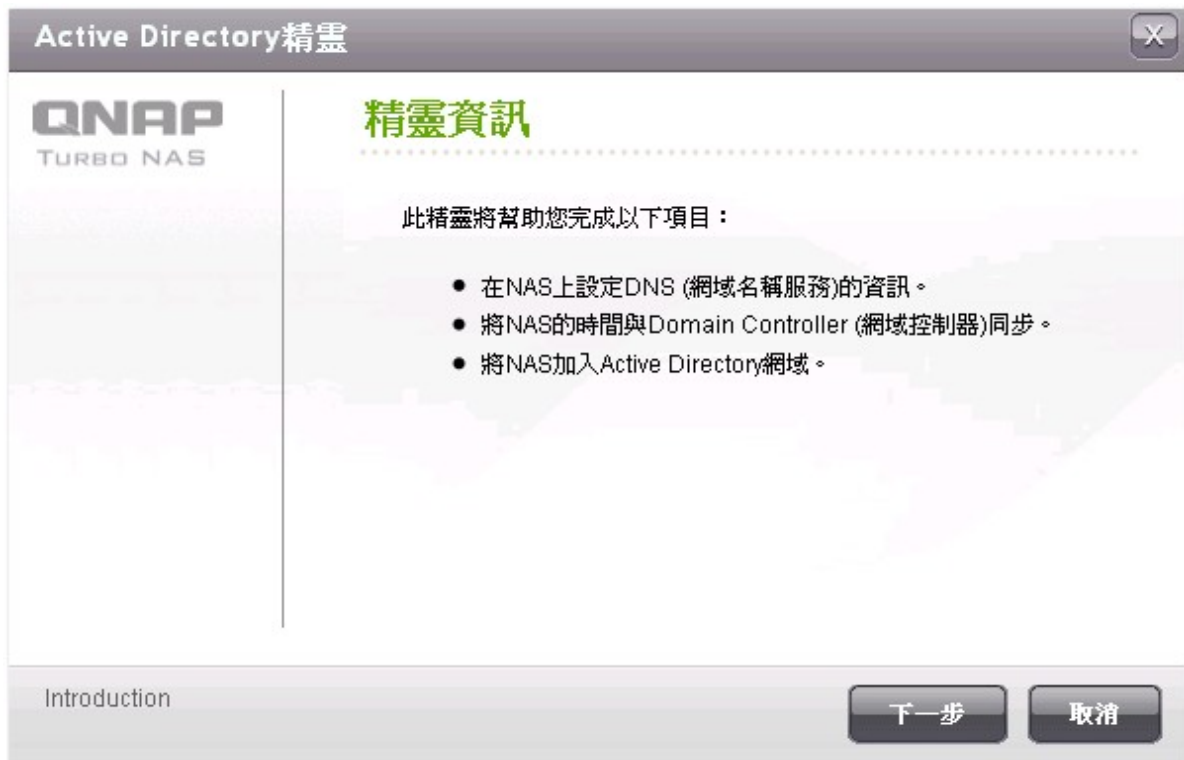 Active Directory精靈
X
QNAP
TURBO NAS
精靈資訊
此精靈將幫助您完成以下項目：
● 在NAS上設定DNS (網域名稱服務)的資訊。
● 將NAS的時間與Domain Controller (網域控制器)同步。
● 將NAS加入Active Directory網域。
Introduction
下一步
取消